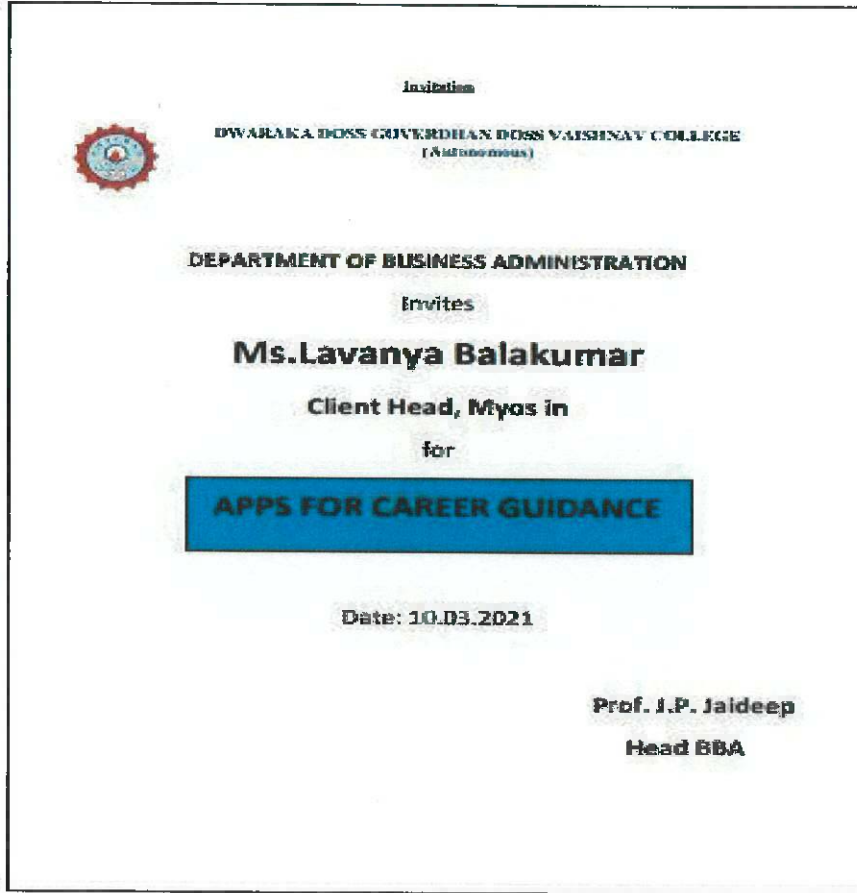 Invitation
DWARAKA DOSS GOVERDHAN DOSS VAISHNAV COLLEGE
(Autonomous)
DEPARTMENT OF BUSINESS ADMINISTRATION
Invites
Ms.Lavanya Balakumar
Client Head, Myos in
for
APPS FOR CAREER GUIDANCE
Date: 10.03.2021
Prof. J.P. Jaideep
Head BBA